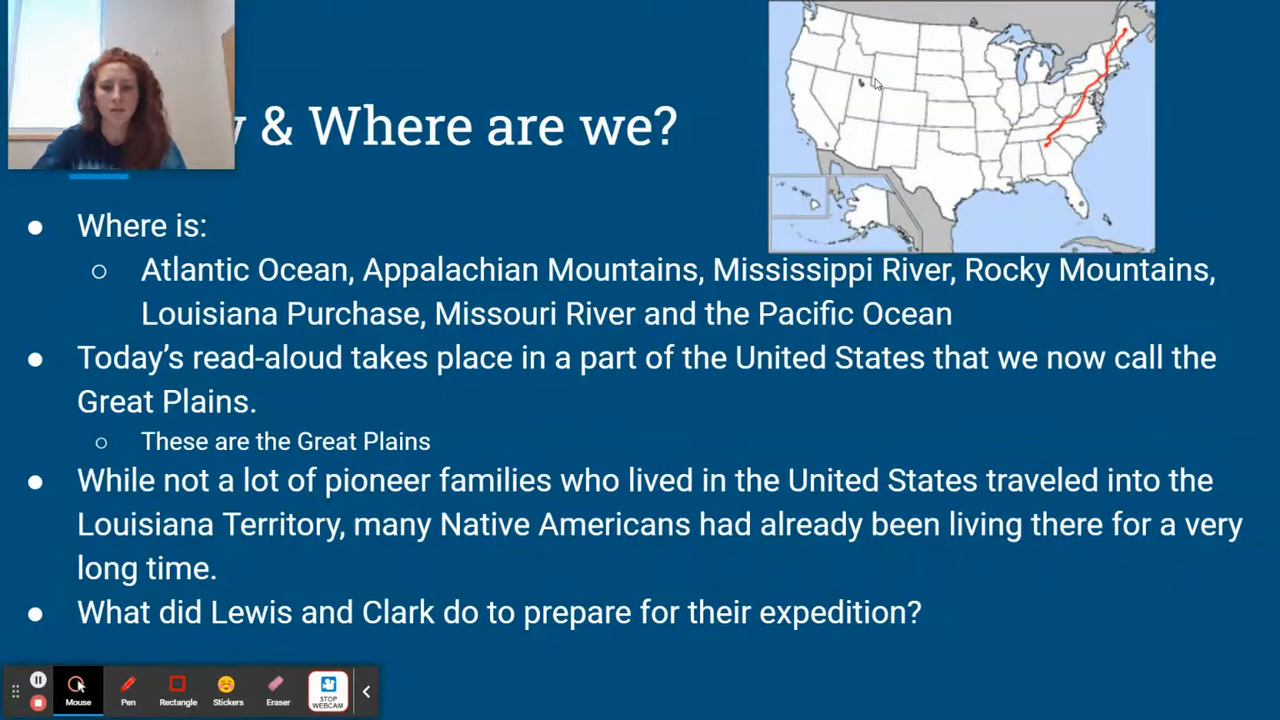 & Where are we?
Where is:
Atlantic Ocean, Appalachian Mountains, Mississippi River, Rocky Mountains,
Louisiana Purchase, Missouri River and the Pacific Ocean
Today's read-aloud takes place in a part of the United States that we now call the
Great Plains.
These are the Great Plains
While not a lot of pioneer families who lived in the United States traveled into the
Louisiana Territory, many Native Americans had already been living there for a very
long time.
What did Lewis and Clark do to prepare for their expedition?
Mouse
Pen
Rectangle
Stickers
Eraser
STOP
WEBCAM